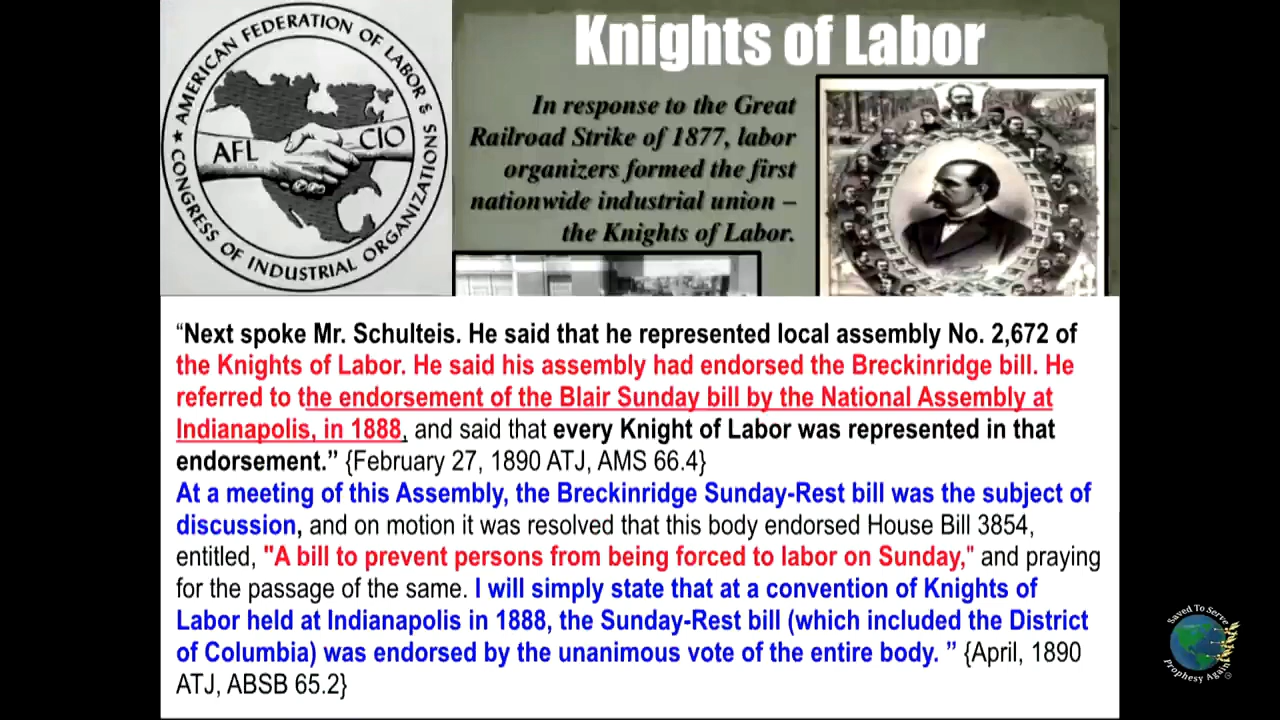 AMERICAN FEDERATION OF LABOR &
CONGRESS OF INDUSTRIAL ORGANIZATIONS
AFL
CIO
Knights of Labor
In response to the Great
Railroad Strike of 1877, labor
organizers formed the first
nationwide industrial union –
the Knights of Labor.
“Next spoke Mr. Schulteis. He said that he represented local assembly No. 2,672 of
the Knights of Labor. He said his assembly had endorsed the Breckinridge bill. He
referred to the endorsement of the Blair Sunday bill by the National Assembly at
Indianapolis, in 1888, and said that every Knight of Labor was represented in that
endorsement.” {February 27, 1890 ATJ, AMS 66.4}
At a meeting of this Assembly, the Breckinridge Sunday-Rest bill was the subject of
discussion, and on motion it was resolved that this body endorsed House Bill 3854,
entitled, "A bill to prevent persons from being forced to labor on Sunday," and praying
for the passage of the same. I will simply state that at a convention of Knights of
Labor held at Indianapolis in 1888, the Sunday-Rest bill (which included the District
of Columbia) was endorsed by the unanimous vote of the entire body. ” {April, 1890
ATJ, ABSB 65.2}
Saved To Serve
Prophesy Again